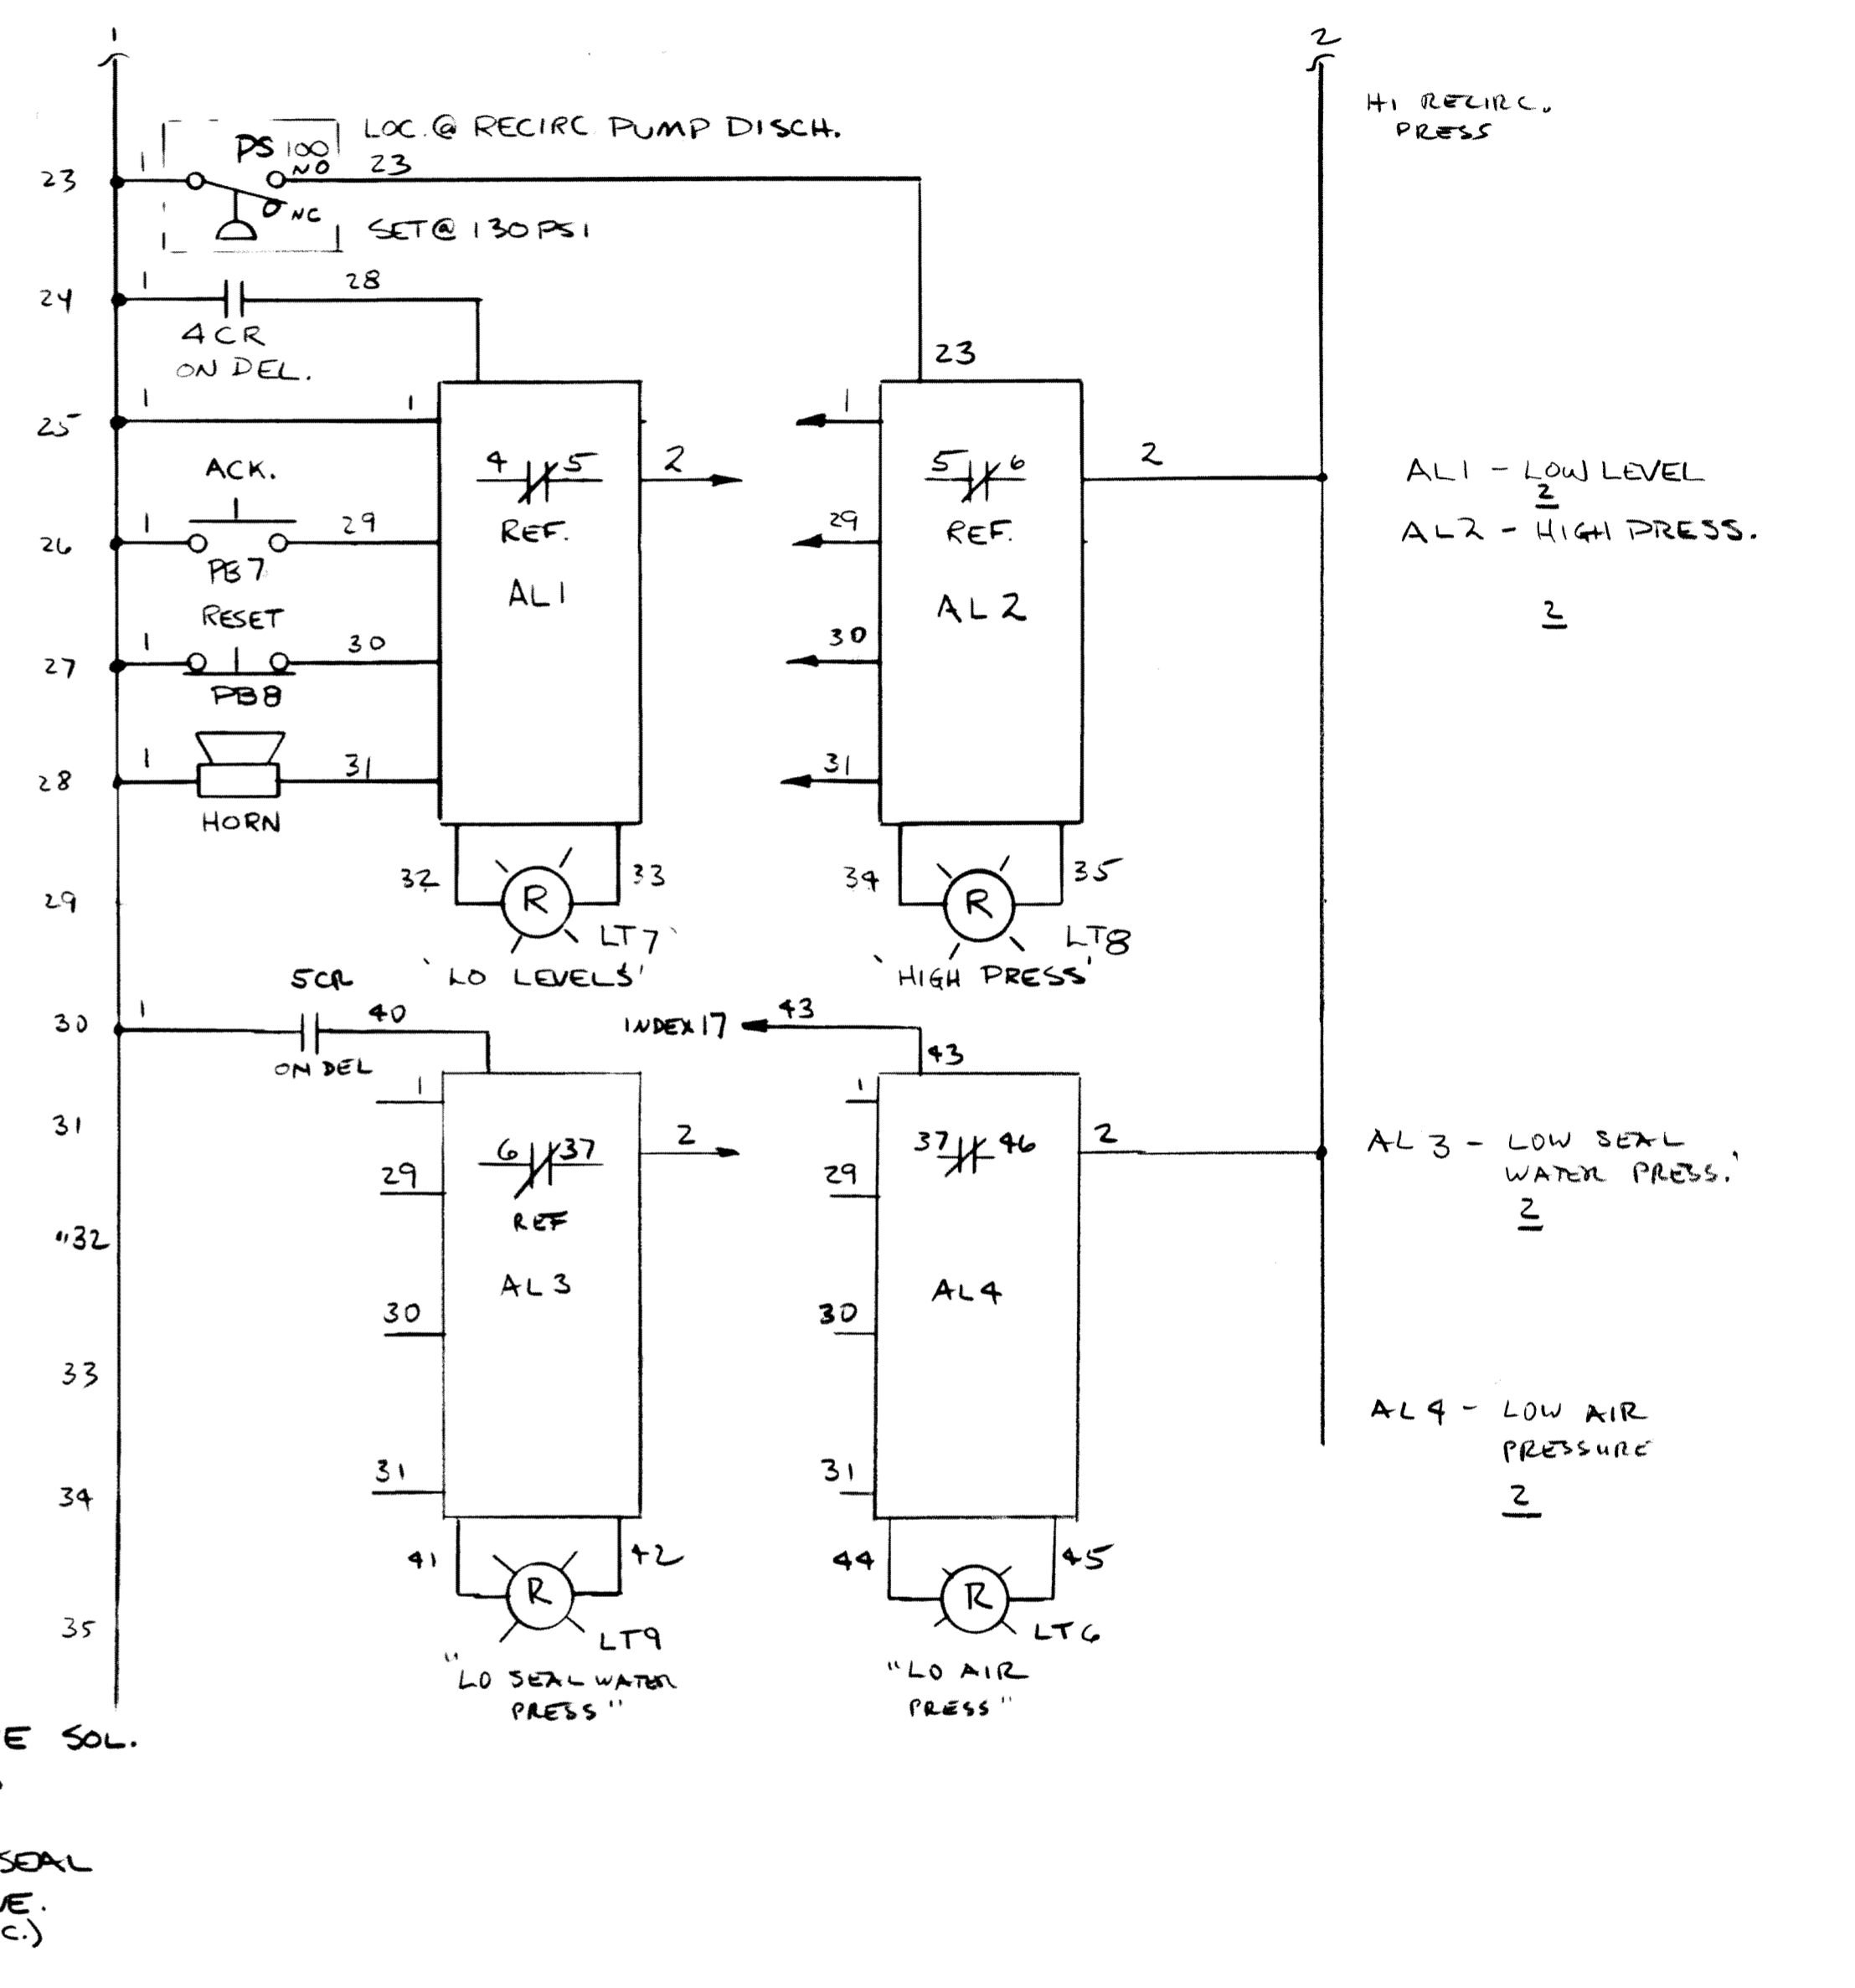 1
2
HI RECIRC.
PRESS
LOC. @ RECIRC PUMP DISCH.
PS 100
NO
23
23
1
NC
SET @ 130 PSI
24
1
28
4CR
ON DEL.
23
25
1
1
1
ACK.
4 5
2
5 6
2
AL1 - LOW LEVEL
2
26
1
29
REF.
29
REF.
AL2 - HIGH PRESS.
PB7
AL1
AL2
2
RESET
27
1
30
30
PB8
28
1
31
31
HORN
29
32
R
33
34
R
35
LT7
LT8
'LO LEVELS'
'HIGH PRESS'
5CR
30
1
40
INDEX 17
43
ON DEL
43
1
1
31
6 37
2
37 46
2
AL3 - LOW SEAL
WATER PRESS.
2
29
REF
29
"32
AL3
AL4
30
30
33
AL4 - LOW AIR
PRESSURE
2
31
31
34
41
R
42
44
R
45
35
LT9
LT6
"LO SEAL WATER
PRESS"
"LO AIR
PRESS"
E SOL.
SEAL
VE.
C.)